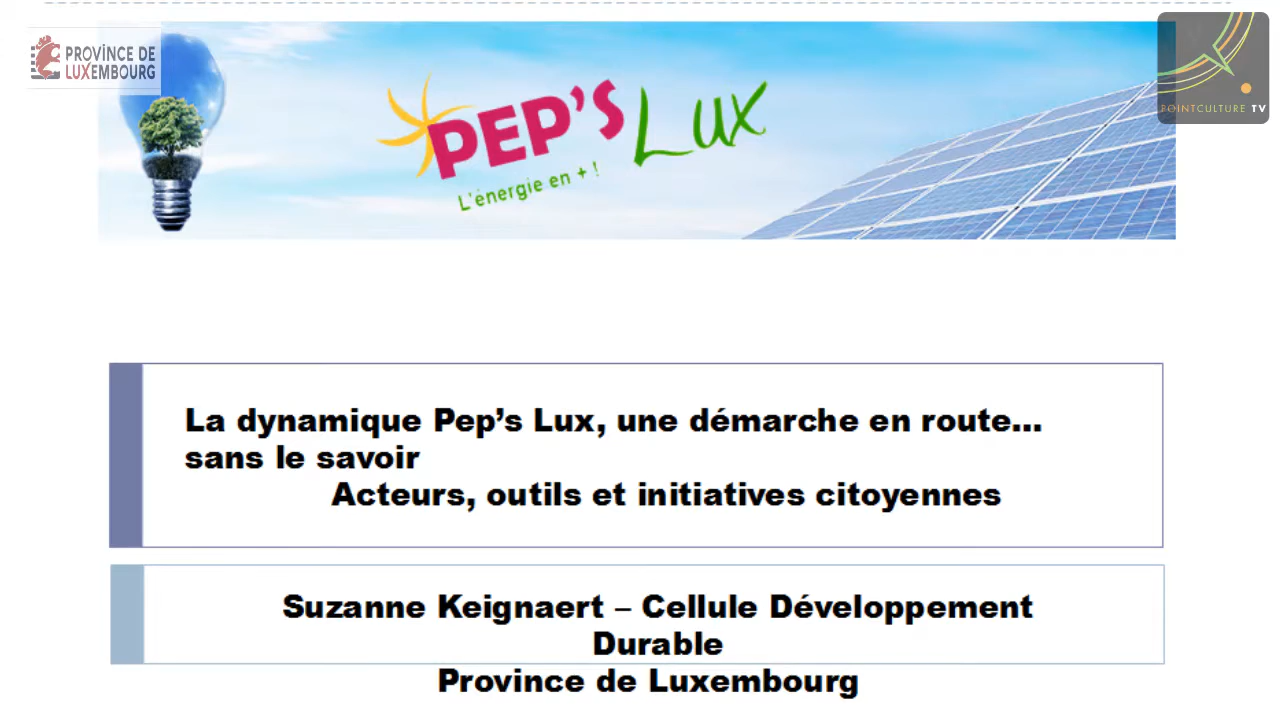 PROVINCE DE
LUXEMBOURG
POINTCULTURE TV
PEP'S Lux
L'énergie en + !
La dynamique Pep's Lux, une démarche en route...
sans le savoir
Acteurs, outils et initiatives citoyennes
Suzanne Keignaert – Cellule Développement
Durable
Province de Luxembourg